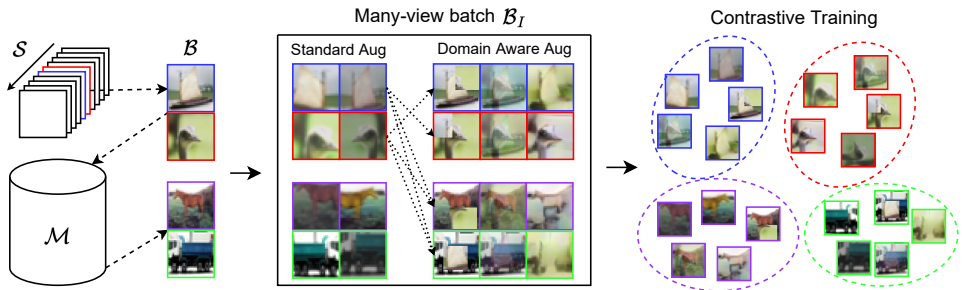 Many-view batch 𝓑_I
Contrastive Training
𝓢
𝓑
Standard Aug
Domain Aware Aug
𝓜